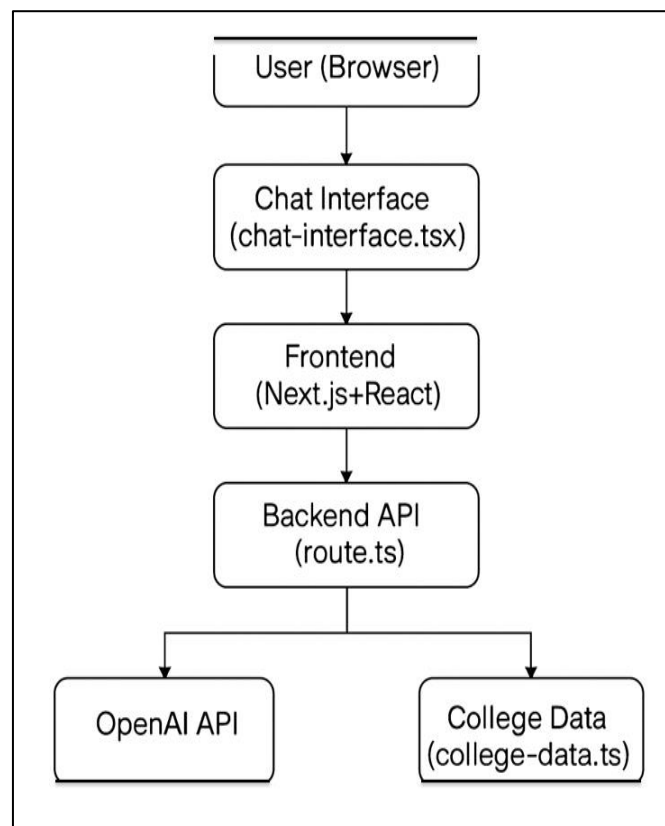 User (Browser)
Chat Interface
(chat-interface.tsx)
Frontend
(Next.js+React)
Backend API
(route.ts)
OpenAI API
College Data
(college-data.ts)